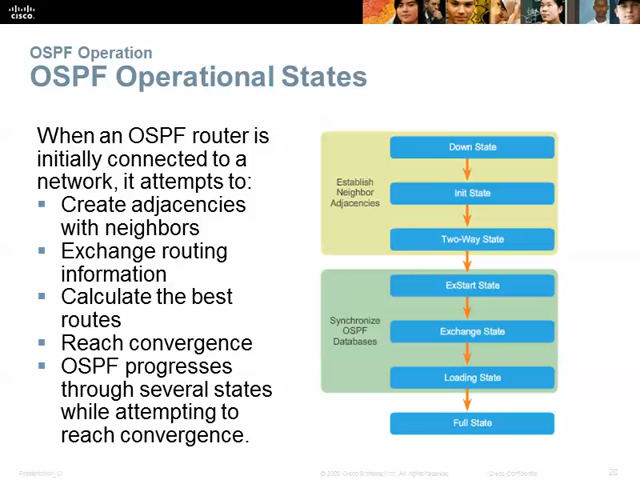 CISCO
OSPF Operation
OSPF Operational States
When an OSPF router is
initially connected to a
network, it attempts to:
▪ Create adjacencies
with neighbors
▪ Exchange routing
information
▪ Calculate the best
routes
▪ Reach convergence
▪ OSPF progresses
through several states
while attempting to
reach convergence.
Establish
Neighbor
Adjacencies
Down State
Init State
Two-Way State
Synchronize
OSPF
Databases
ExStart State
Exchange State
Loading State
Full State
Presentation_ID
Cisco Systems, Inc. All rights reserved.
Cisco Confidential
20